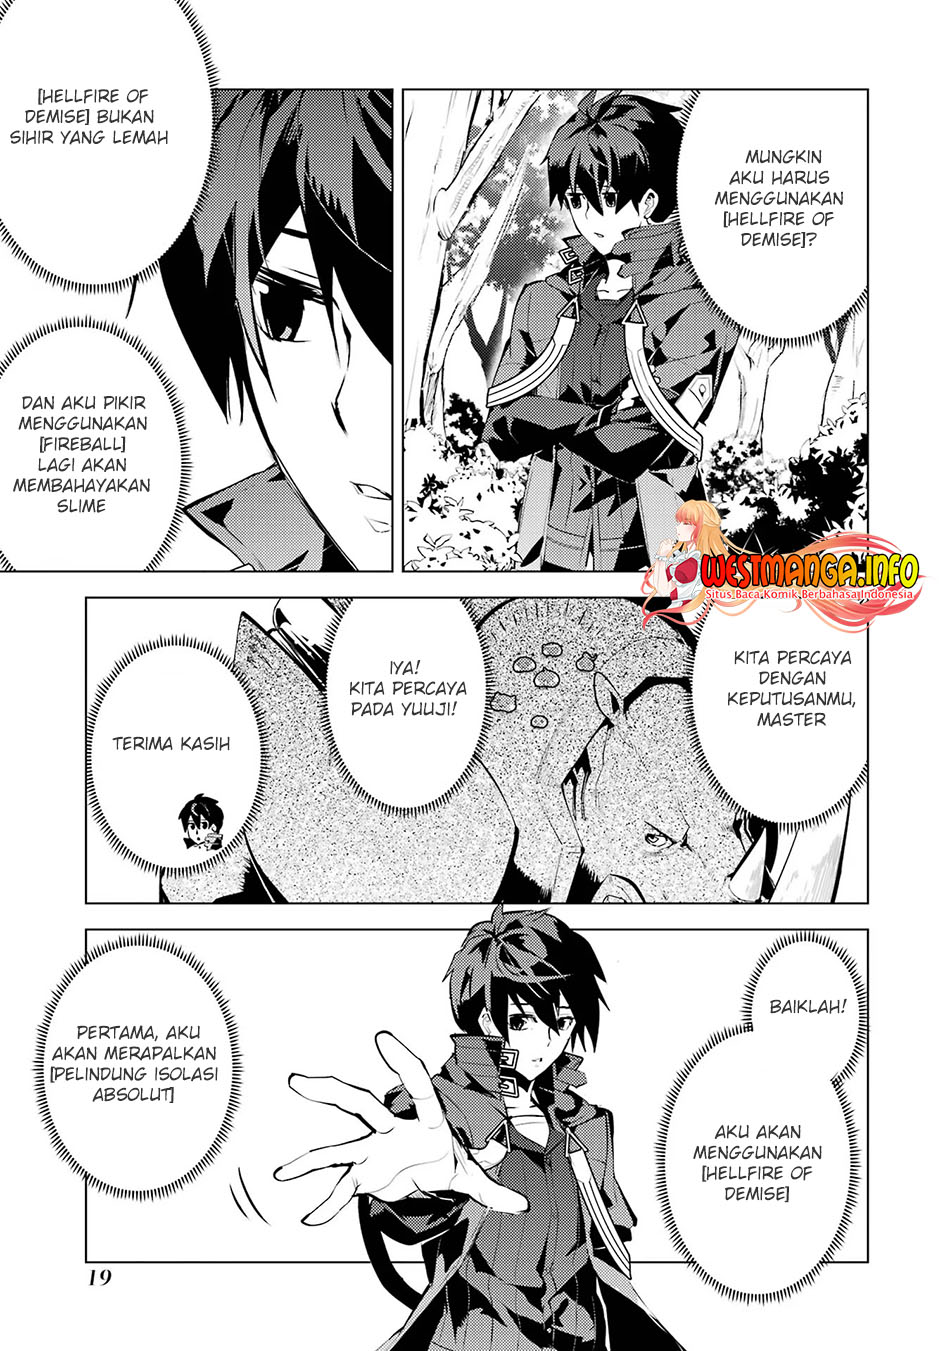 MUNGKIN
AKU HARUS
MENGGUNAKAN
[HELLFIRE OF
DEMISE]?
[HELLFIRE OF
DEMISE] BUKAN
SIHIR YANG LEMAH
DAN AKU PIKIR
MENGGUNAKAN
[FIREBALL]
LAGI AKAN
MEMBAHAYAKAN
SLIME
WESTMANGA.INFO
Situs Baca Komik Berbahasa Indonesia
KITA PERCAYA
DENGAN
KEPUTUSANMU,
MASTER
IYA!
KITA PERCAYA
PADA YUUJI!
TERIMA KASIH
BAIKLAH!
AKU AKAN
MENGGUNAKAN
[HELLFIRE OF
DEMISE]
PERTAMA, AKU
AKAN MERAPALKAN
[PELINDUNG ISOLASI
ABSOLUT]
19